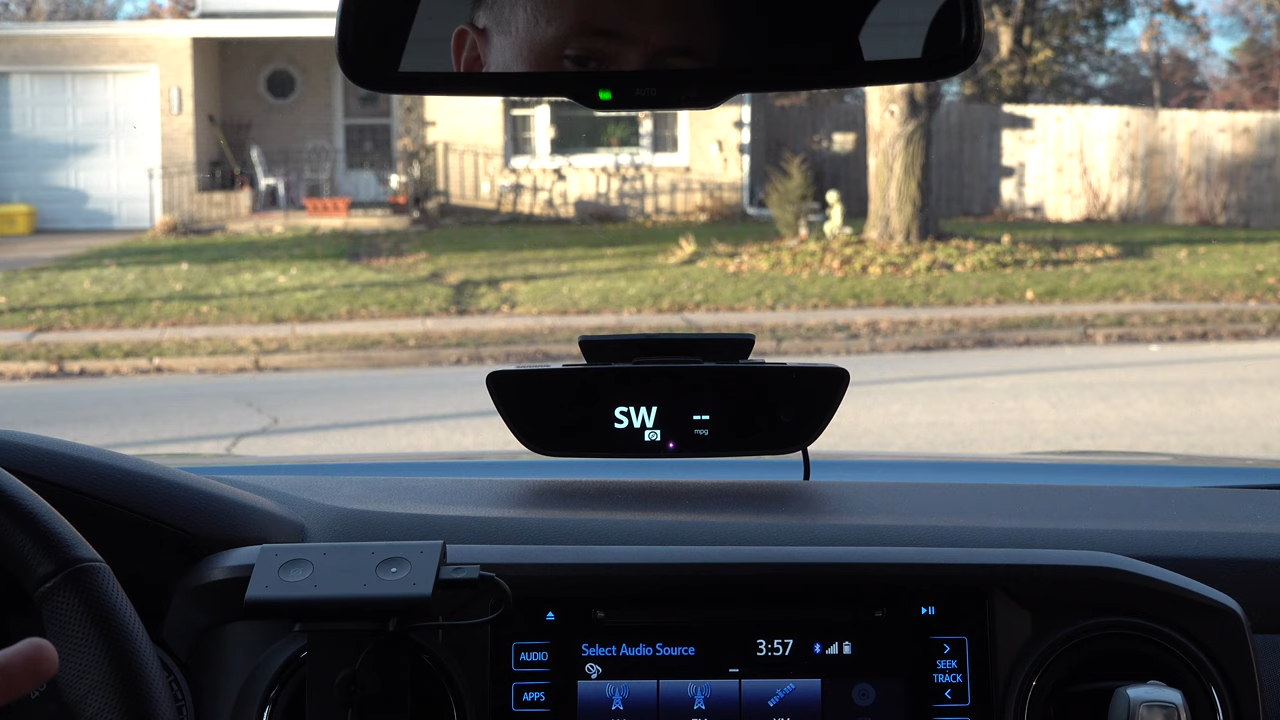 AUTO
SW
--
mpg
Select Audio Source
3:57
AUDIO
APPS
SEEK
TRACK